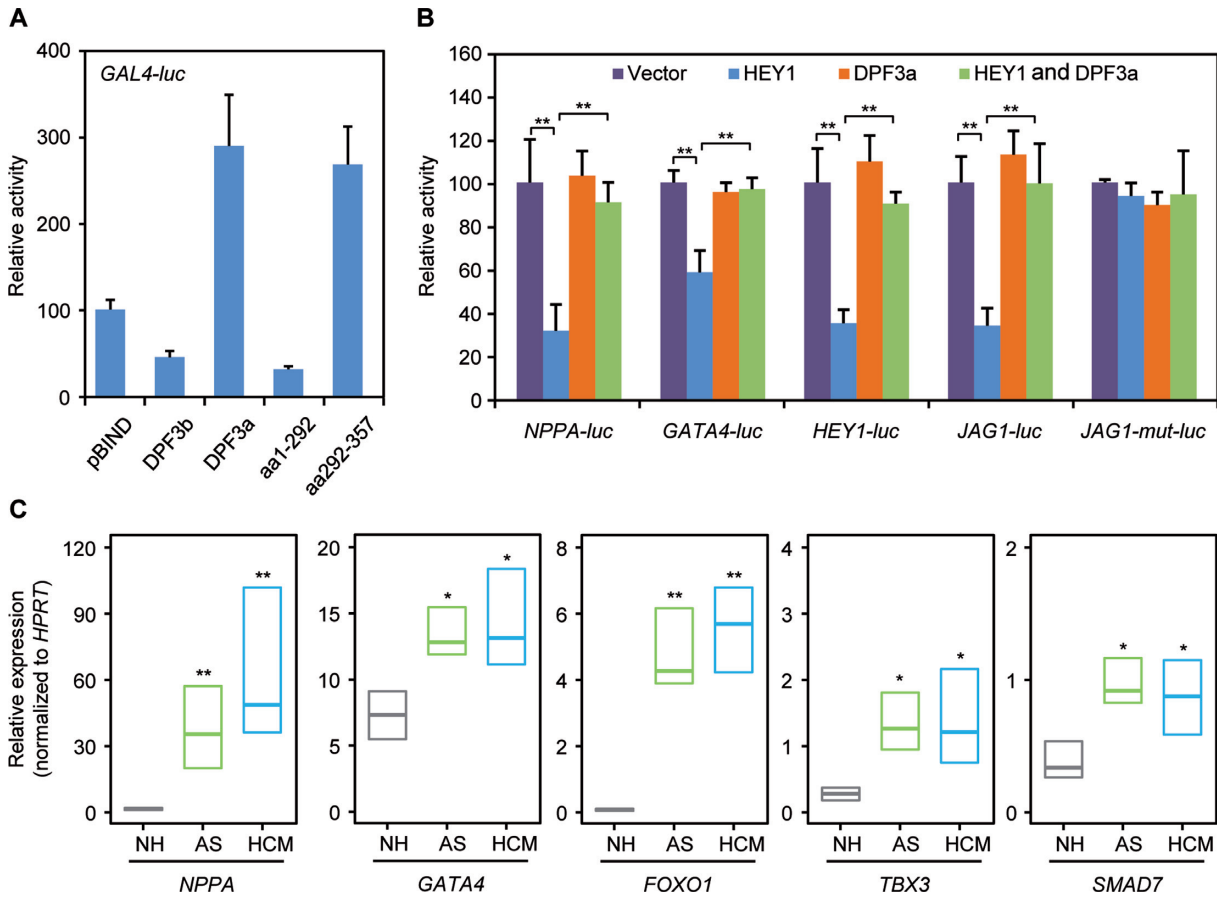 A
GAL4-luc
Relative activity
400
300
200
100
0
pBIND
DPF3b
DPF3a
aa1-292
aa292-357
B
Vector HEY1 DPF3a HEY1 and DPF3a
Relative activity
160
140
120
100
80
60
40
20
0
** ** ** ** ** ** ** **
NPPA-luc GATA4-luc HEY1-luc JAG1-luc JAG1-mut-luc
C
Relative expression
(normalized to HPRT)
120
90
60
30
0
** **
NH AS HCM
NPPA
20
15
10
5
0
* *
NH AS HCM
GATA4
8
6
4
2
0
** **
NH AS HCM
FOXO1
4
3
2
1
0
* *
NH AS HCM
TBX3
2
1
0
* *
NH AS HCM
SMAD7